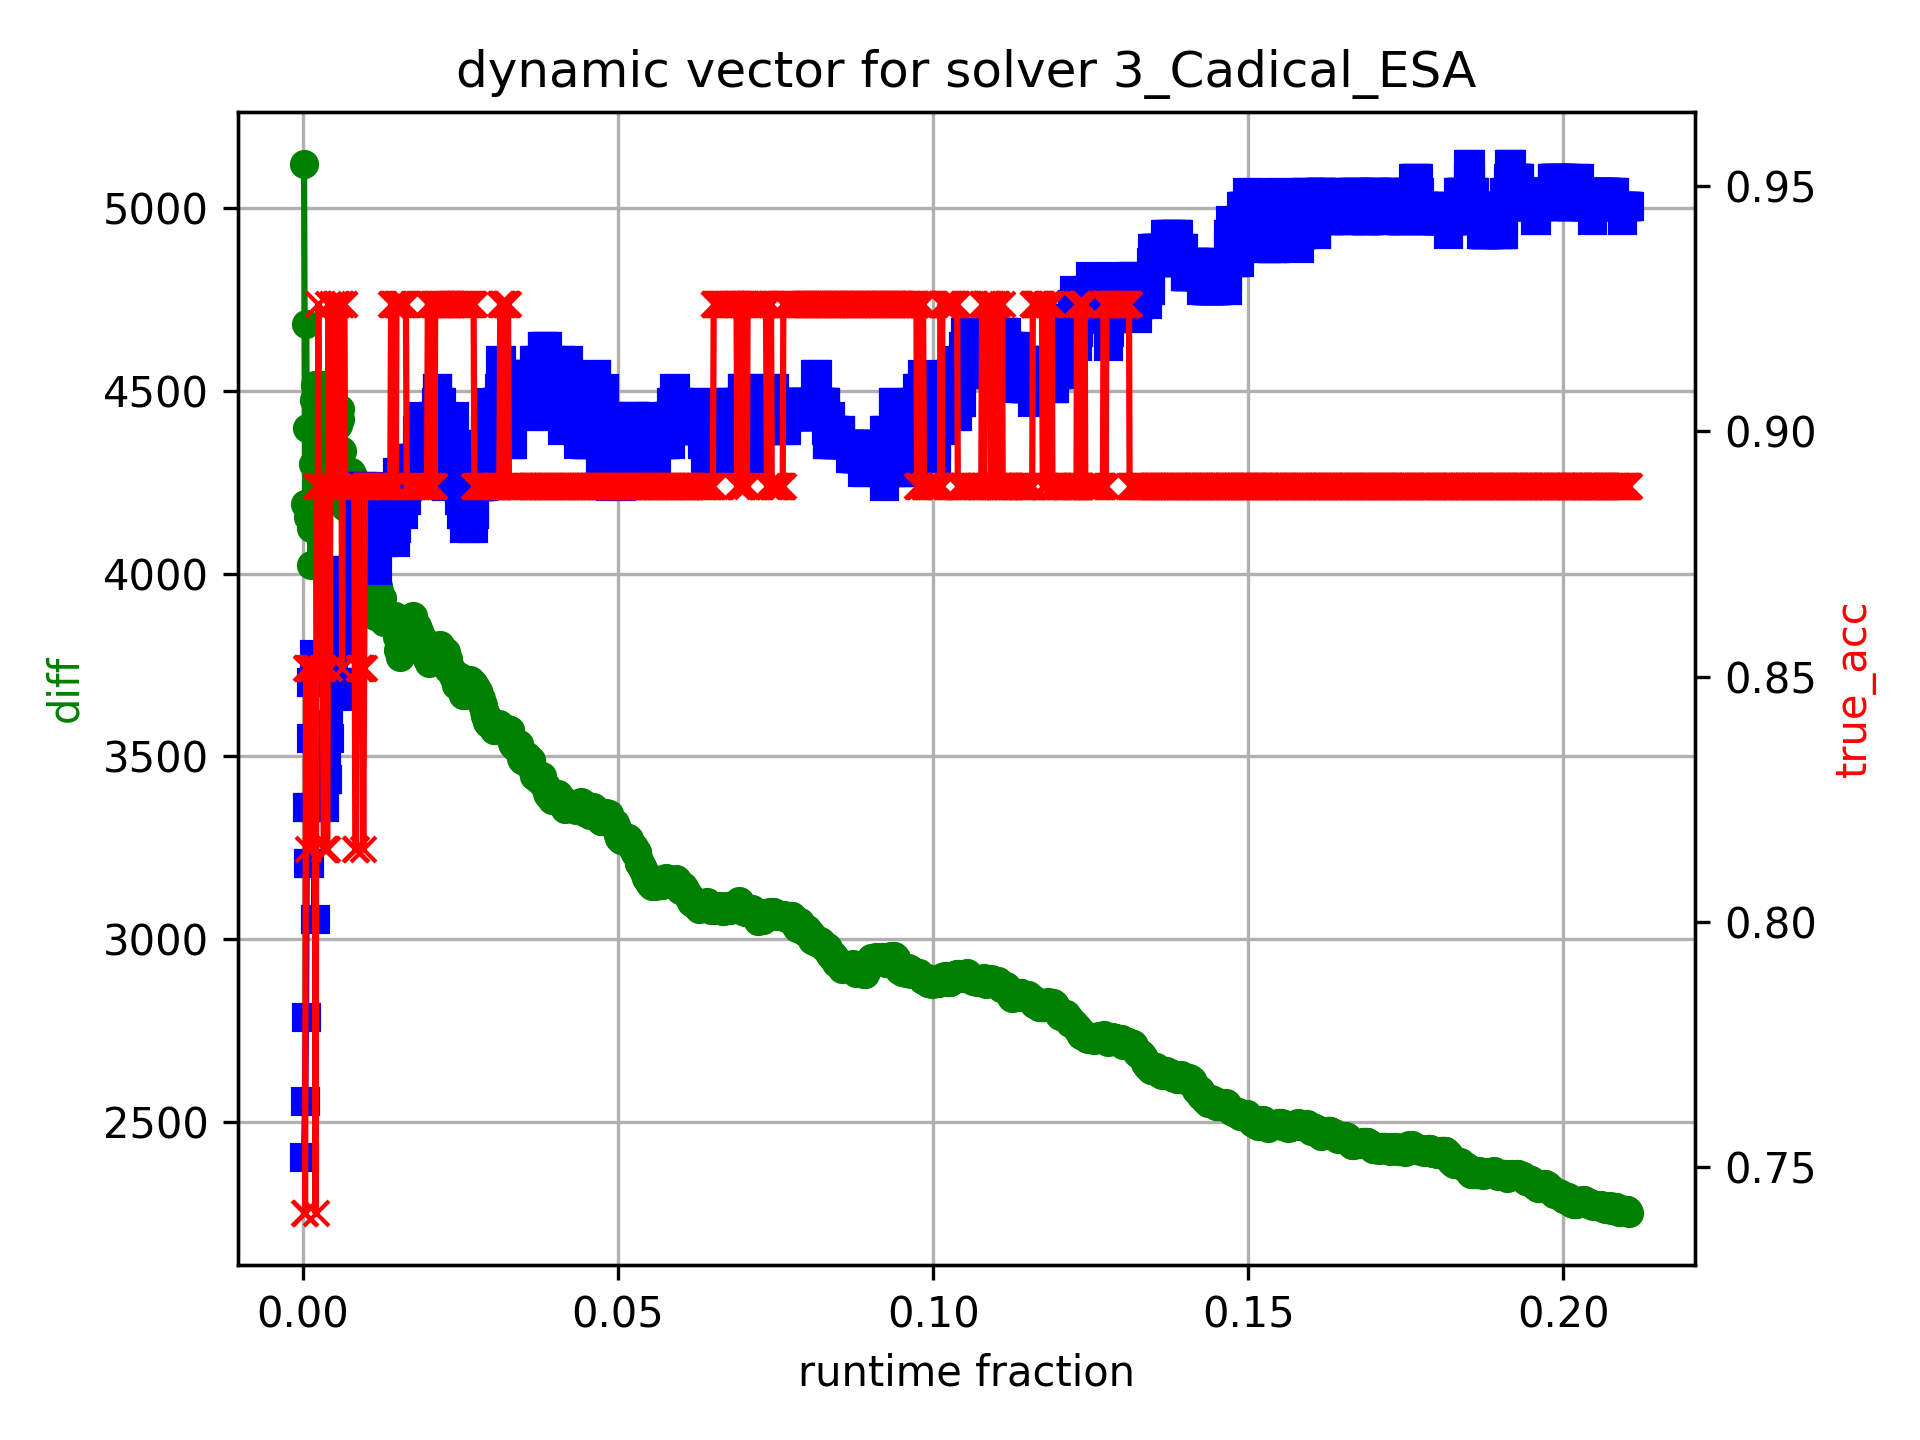 dynamic vector for solver 3_Cadical_ESA
5000
4500
4000
3500
3000
2500
diff
0.95
0.90
0.85
0.80
0.75
true_acc
0.00 0.05 0.10 0.15 0.20
runtime fraction